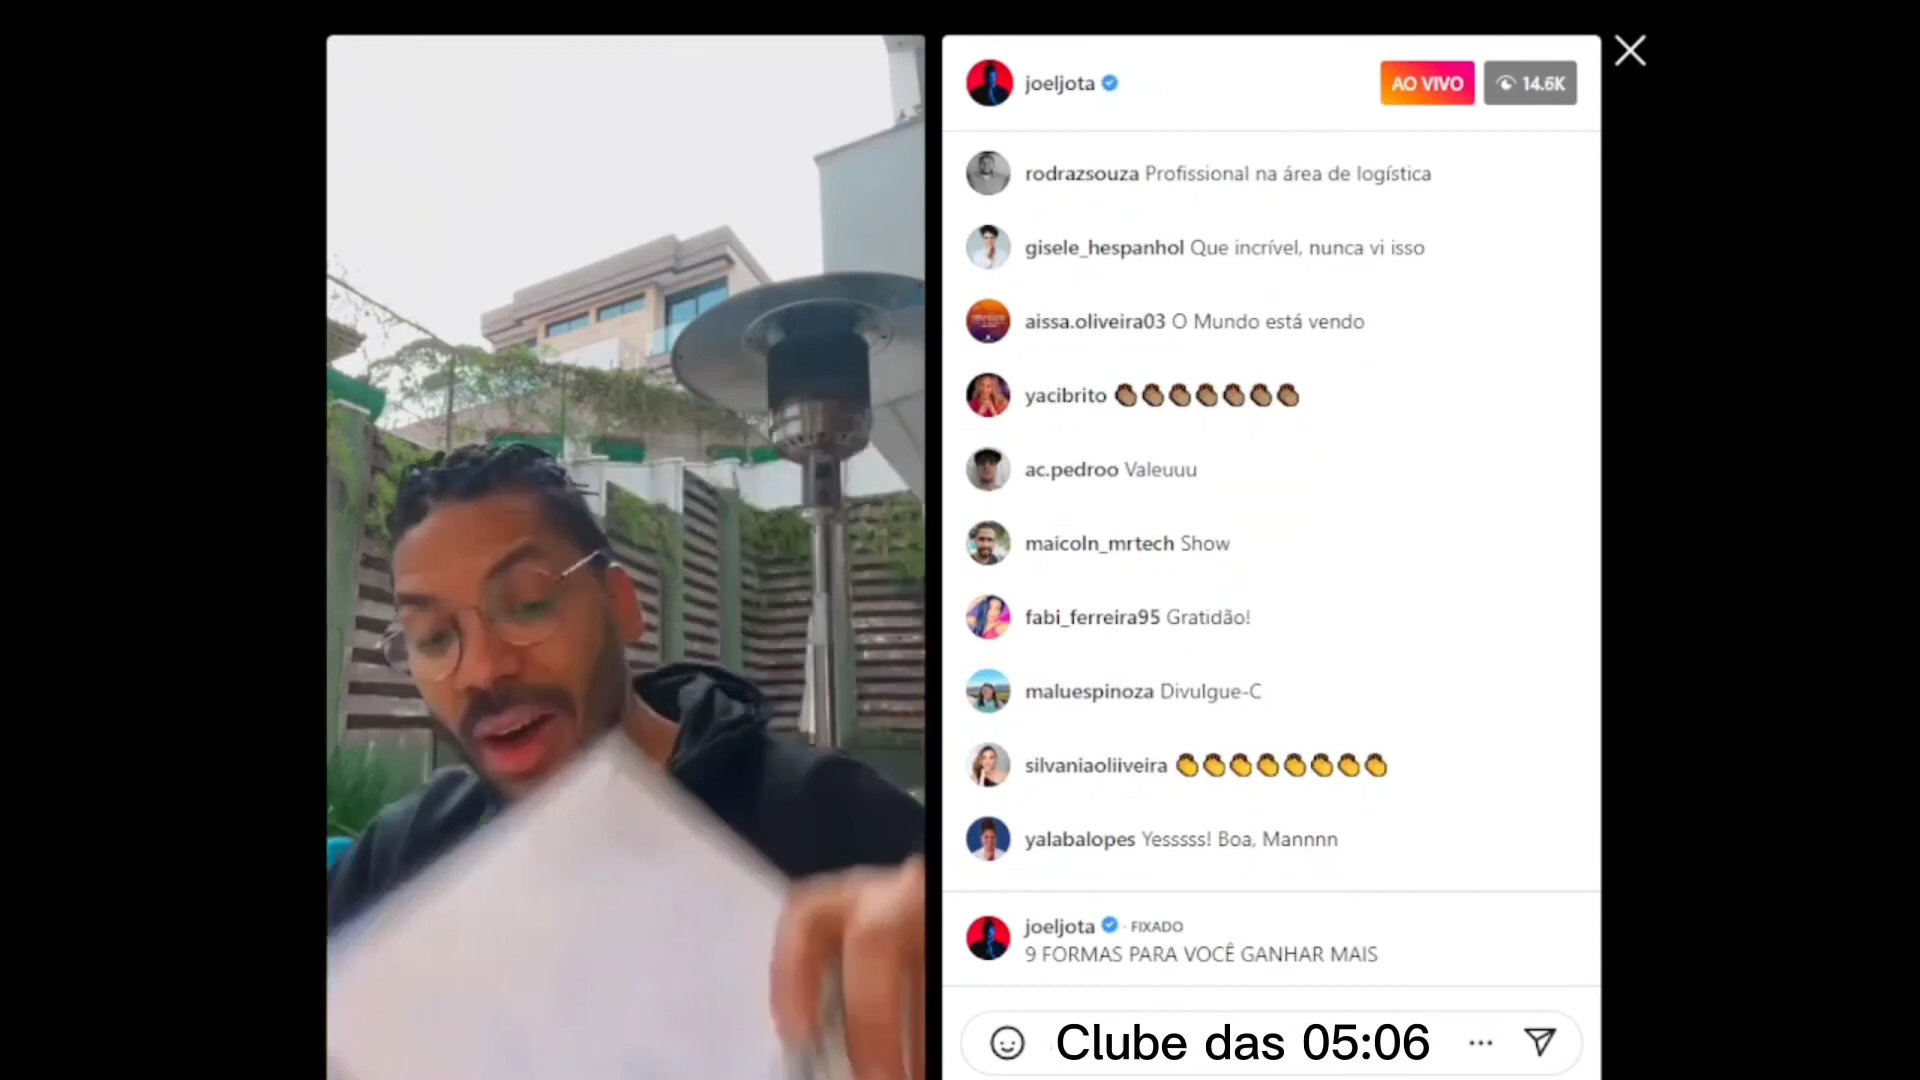 joeljota
AO VIVO
14.6K
rodrazsouza Profissional na área de logística
gisele_hespanhol Que incrível, nunca vi isso
aissa.oliveira03 O Mundo está vendo
yacibrito
ac.pedroo Valeuuu
maicoln_mrtech Show
fabi_ferreira95 Gratidão!
maluespinoza Divulgue-C
silvaniaoliiveira
yalabalopes Yesssss! Boa, Mannnn
joeljota · FIXADO
9 FORMAS PARA VOCÊ GANHAR MAIS
Clube das 05:06